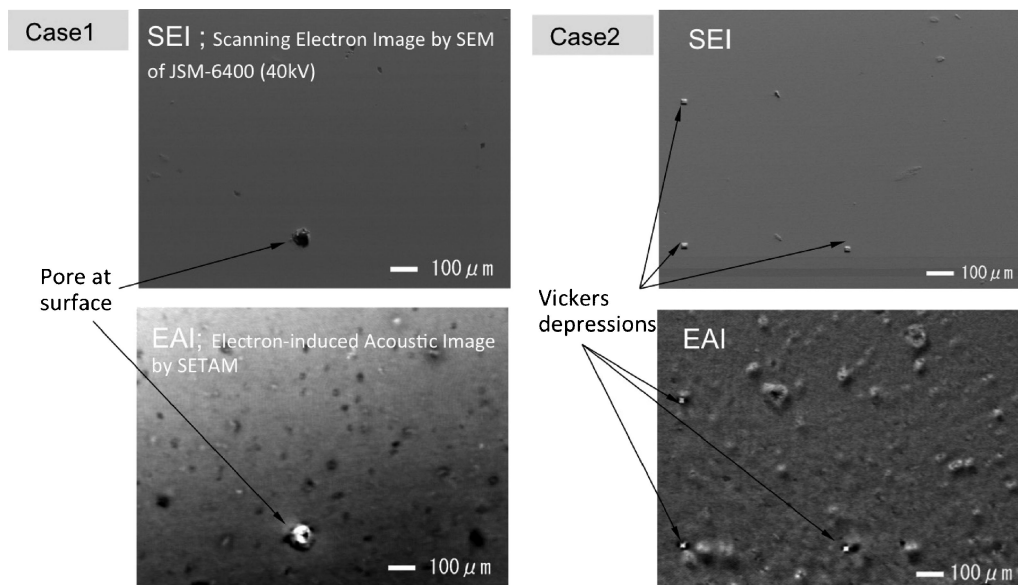 Case1
SEI ; Scanning Electron Image by SEM
of JSM-6400 (40kV)
100 μm
Pore at
surface
EAI; Electron-induced Acoustic Image
by SETAM
100 μm
Case2
SEI
100 μm
Vickers
depressions
EAI
100 μm